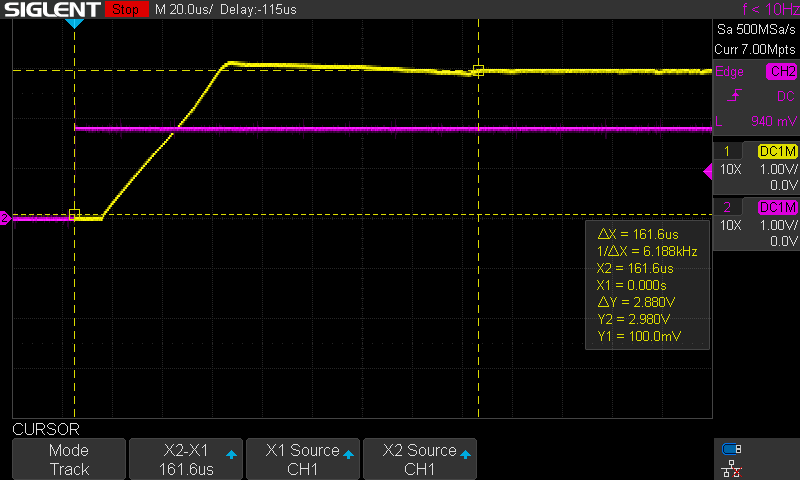 SIGLENT Stop M 20.0us/ Delay:-115us f < 10Hz
Sa 500MSa/s
Curr 7.00Mpts
Edge CH2
DC
L 940 mV
1 DC1M
10X 1.00V/
0.0V
2 DC1M
10X 1.00V/
0.0V
2
ΔX = 161.6us
1/ΔX = 6.188kHz
X2 = 161.6us
X1 = 0.000s
ΔY = 2.880V
Y2 = 2.980V
Y1 = 100.0mV
CURSOR
Mode
Track
X2-X1
161.6us
X1 Source
CH1
X2 Source
CH1